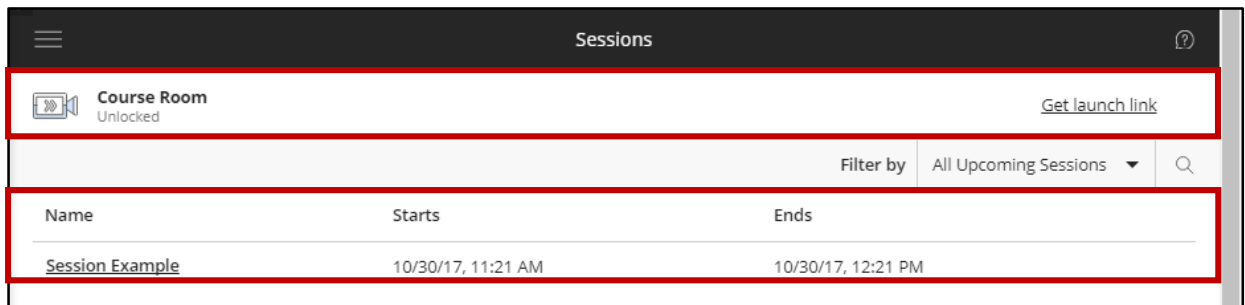 Sessions
Course Room
Unlocked
Get launch link
Filter by All Upcoming Sessions
Name Starts Ends
Session Example 10/30/17, 11:21 AM 10/30/17, 12:21 PM